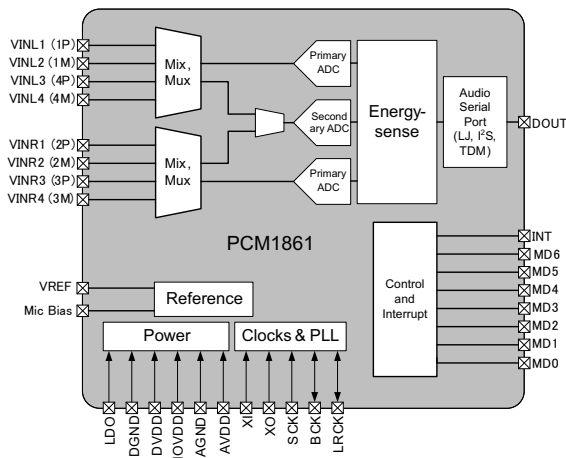 VINL1 (1P)
VINL2 (1M)
VINL3 (4P)
VINL4 (4M)
VINR1 (2P)
VINR2 (2M)
VINR3 (3P)
VINR4 (3M)
Mix,
Mux
Mix,
Mux
Primary
ADC
Second
ary ADC
Primary
ADC
Energy-
sense
Audio
Serial
Port
(LJ, I²S,
TDM)
DOUT
PCM1861
VREF
Mic Bias
Reference
Power
Clocks & PLL
Control
and
Interrupt
INT
MD6
MD5
MD4
MD3
MD2
MD1
MD0
LDO
DGND
DVDD
IOVDD
AGND
AVDD
XI
XO
SCK
BCK
LRCK